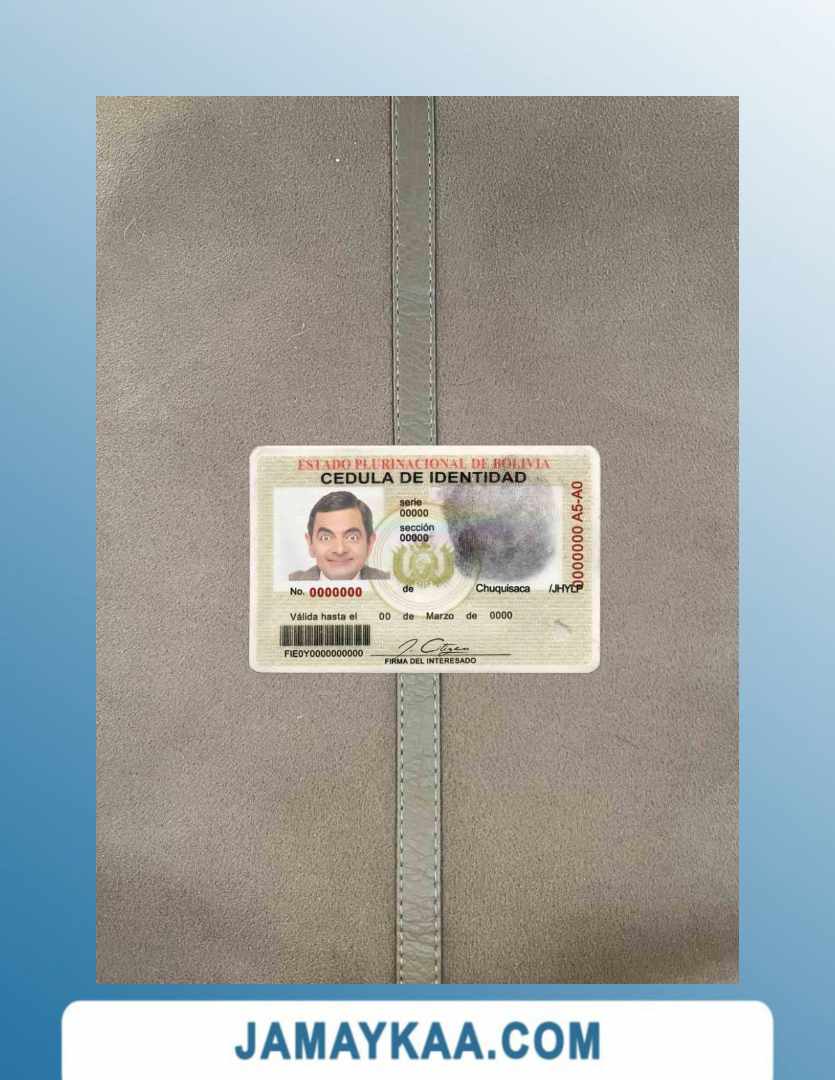 ESTADO PLURINACIONAL DE BOLIVIA
CEDULA DE IDENTIDAD
serie
00000
sección
00000
0000000 A5-A0
No. 0000000 de Chuquisaca /JHYLP
Válida hasta el 00 de Marzo de 0000
FIE0Y0000000000
FIRMA DEL INTERESADO
JAMAYKAA.COM